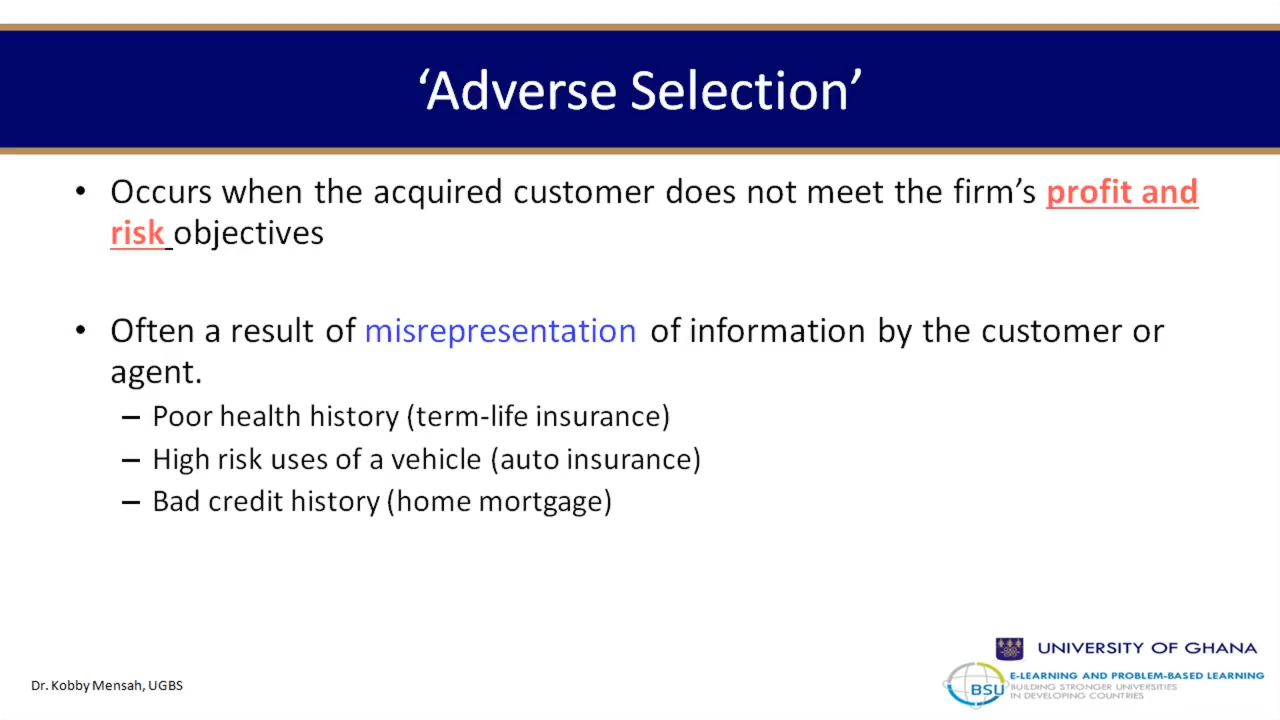 ‘Adverse Selection’
• Occurs when the acquired customer does not meet the firm’s profit and
risk objectives
• Often a result of misrepresentation of information by the customer or
agent.
– Poor health history (term-life insurance)
– High risk uses of a vehicle (auto insurance)
– Bad credit history (home mortgage)
UNIVERSITY OF GHANA
Dr. Kobby Mensah, UGBS
BSU
E-LEARNING AND PROBLEM-BASED LEARNING
BUILDING STRONGER UNIVERSITIES
IN DEVELOPING COUNTRIES